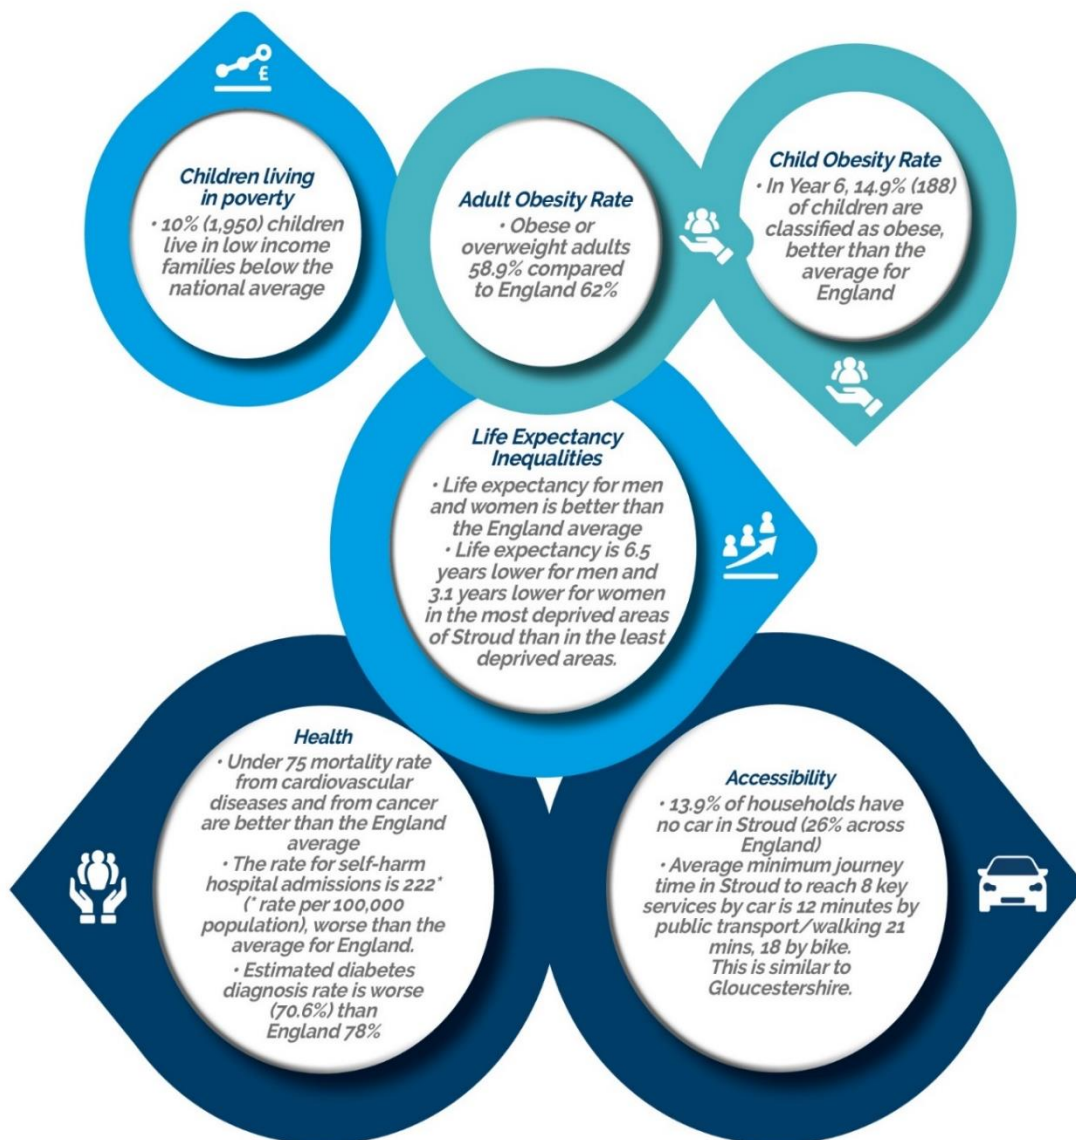 £
Children living
in poverty
• 10% (1,950) children
live in low income
families below the
national average
Adult Obesity Rate
• Obese or
overweight adults
58.9% compared
to England 62%
Child Obesity Rate
• In Year 6, 14.9% (188)
of children are
classified as obese,
better than the
average for
England
Life Expectancy
Inequalities
• Life expectancy for men
and women is better than
the England average
• Life expectancy is 6.5
years lower for men and
3.1 years lower for women
in the most deprived areas
of Stroud than in the least
deprived areas.
Health
• Under 75 mortality rate
from cardiovascular
diseases and from cancer
are better than the England
average
• The rate for self-harm
hospital admissions is 222*
(* rate per 100,000
population), worse than the
average for England.
• Estimated diabetes
diagnosis rate is worse
(70.6%) than
England 78%
Accessibility
• 13.9% of households have
no car in Stroud (26% across
England)
• Average minimum journey
time in Stroud to reach 8 key
services by car is 12 minutes by
public transport/walking 21
mins, 18 by bike.
This is similar to
Gloucestershire.